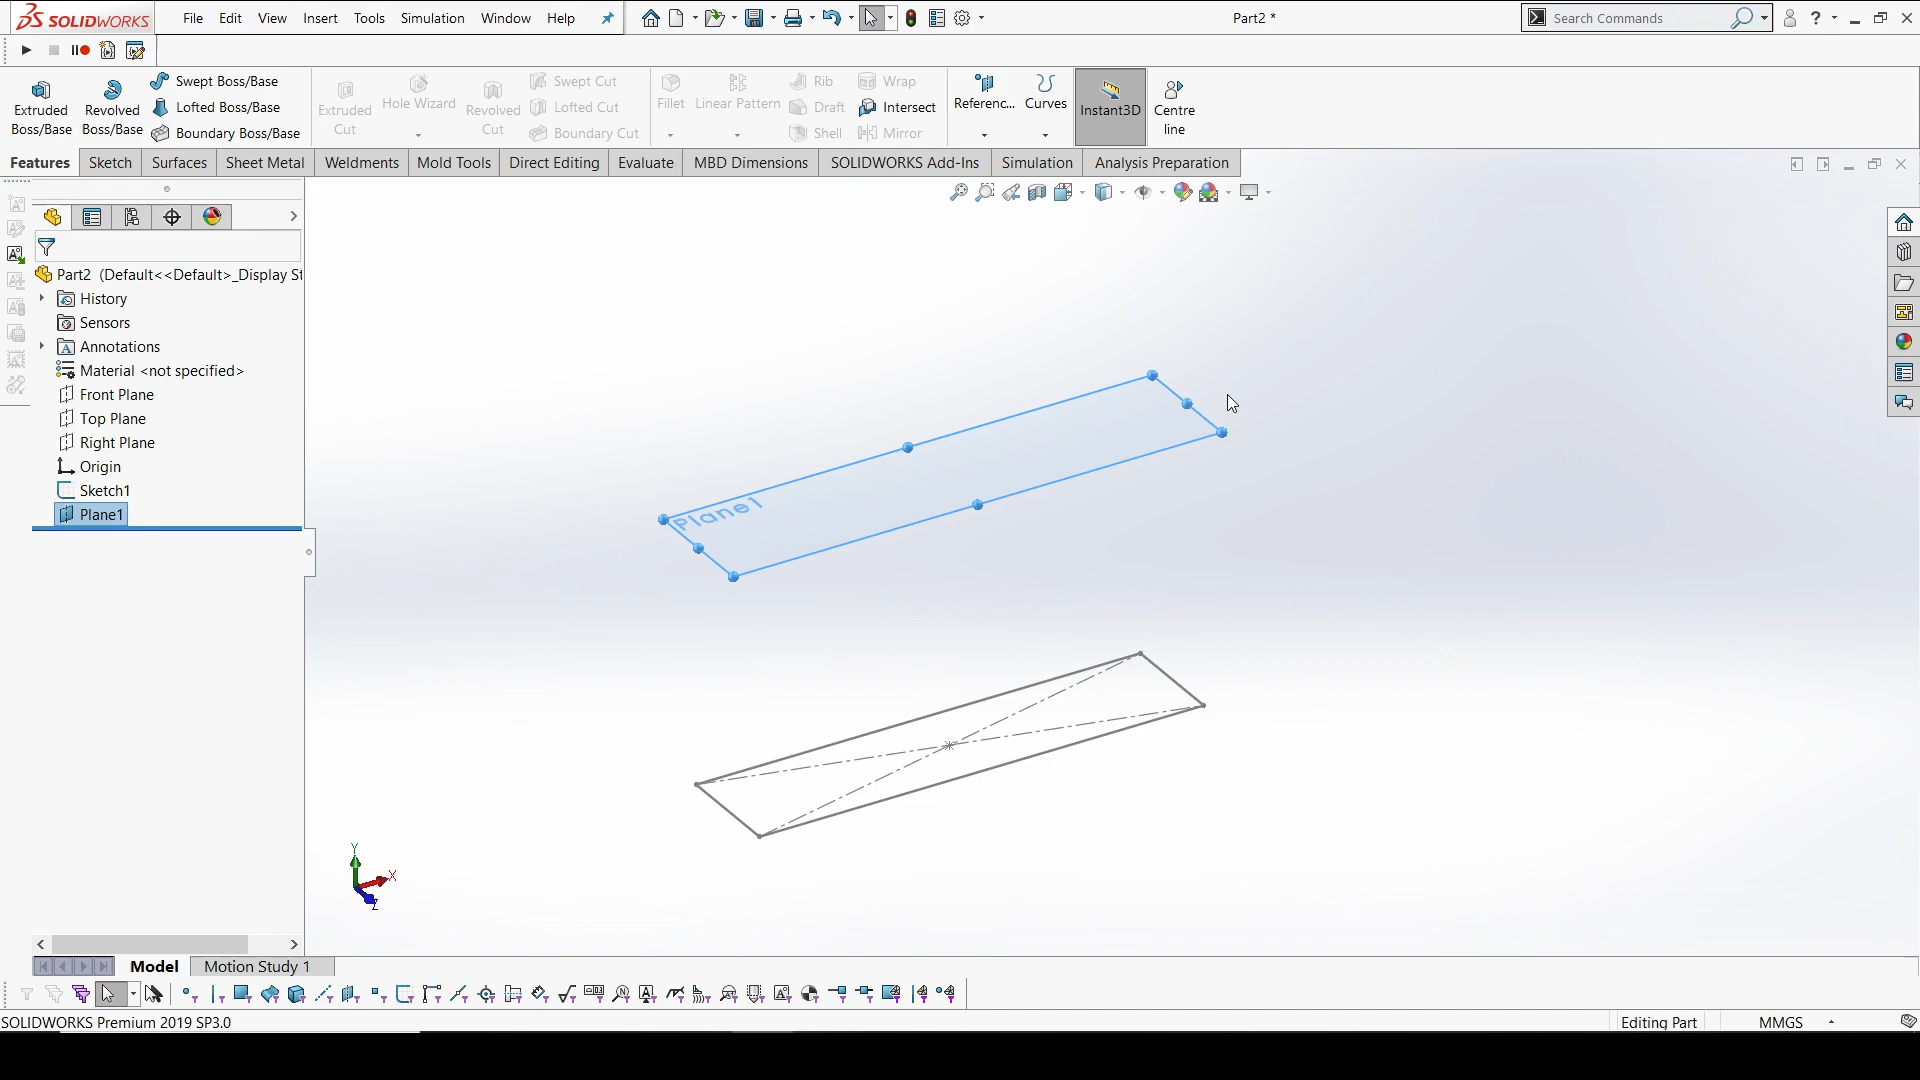 SOLIDWORKS File Edit View Insert Tools Simulation Window Help Part2 * Search Commands ?
Extruded Boss/Base
Revolved Boss/Base
Swept Boss/Base
Lofted Boss/Base
Boundary Boss/Base
Extruded Cut
Hole Wizard
Revolved Cut
Swept Cut
Lofted Cut
Boundary Cut
Fillet
Linear Pattern
Rib
Draft
Shell
Wrap
Intersect
Mirror
Referenc...
Curves
Instant3D
Centre line
Features Sketch Surfaces Sheet Metal Weldments Mold Tools Direct Editing Evaluate MBD Dimensions SOLIDWORKS Add-Ins Simulation Analysis Preparation
Part2 (Default<<Default>_Display St
History
Sensors
Annotations
Material <not specified>
Front Plane
Top Plane
Right Plane
Origin
Sketch1
Plane1
Plane1
Y
X
Z
Model Motion Study 1
SOLIDWORKS Premium 2019 SP3.0 Editing Part MMGS